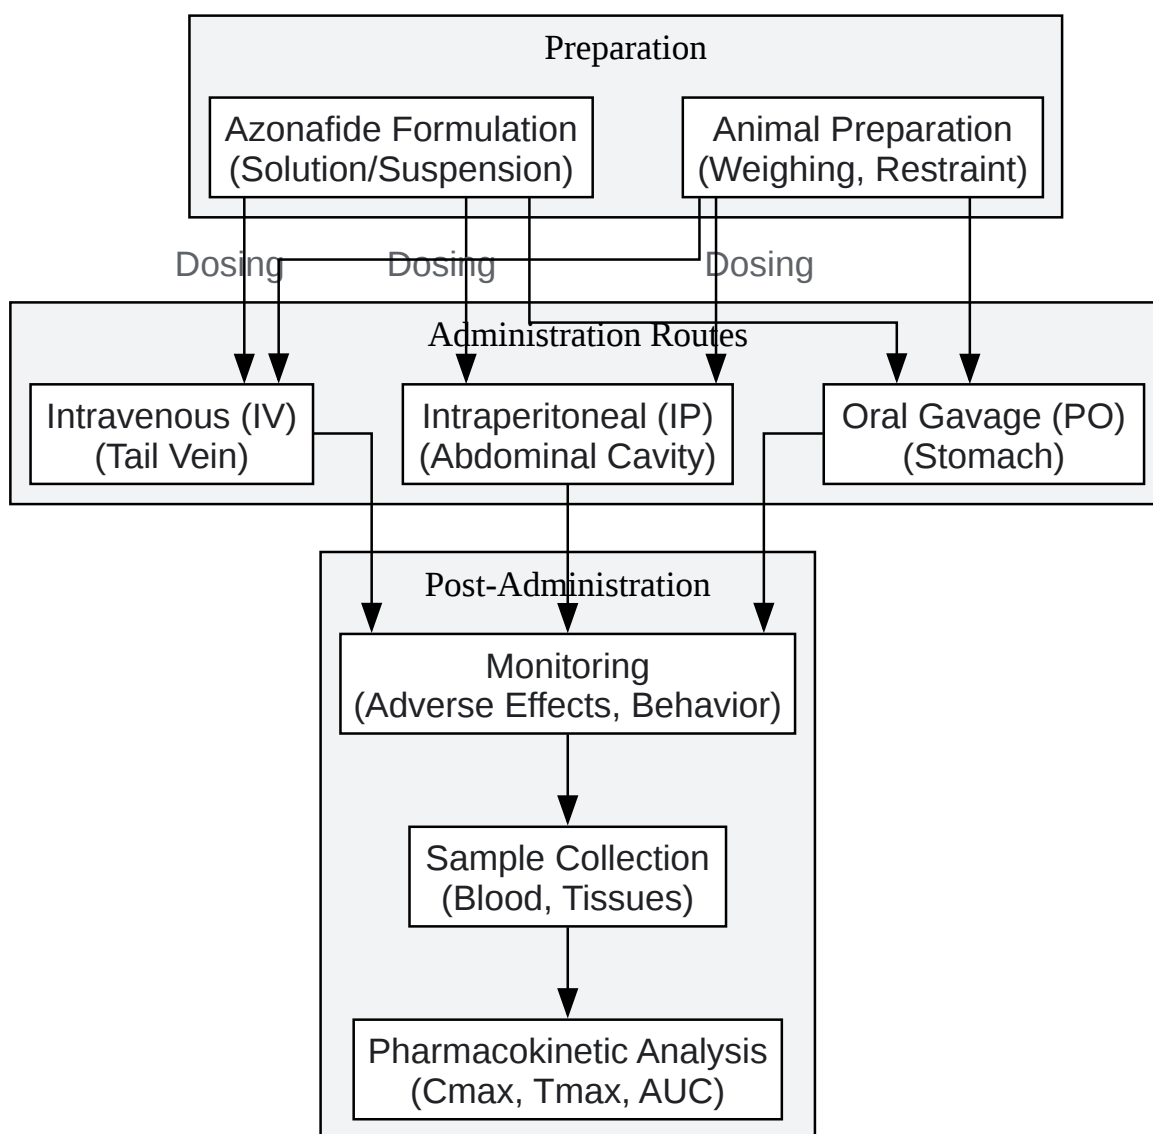 Preparation
Azonafide Formulation
(Solution/Suspension)
Animal Preparation
(Weighing, Restraint)
Dosing
Dosing
Dosing
Administration Routes
Intravenous (IV)
(Tail Vein)
Intraperitoneal (IP)
(Abdominal Cavity)
Oral Gavage (PO)
(Stomach)
Post-Administration
Monitoring
(Adverse Effects, Behavior)
Sample Collection
(Blood, Tissues)
Pharmacokinetic Analysis
(Cmax, Tmax, AUC)